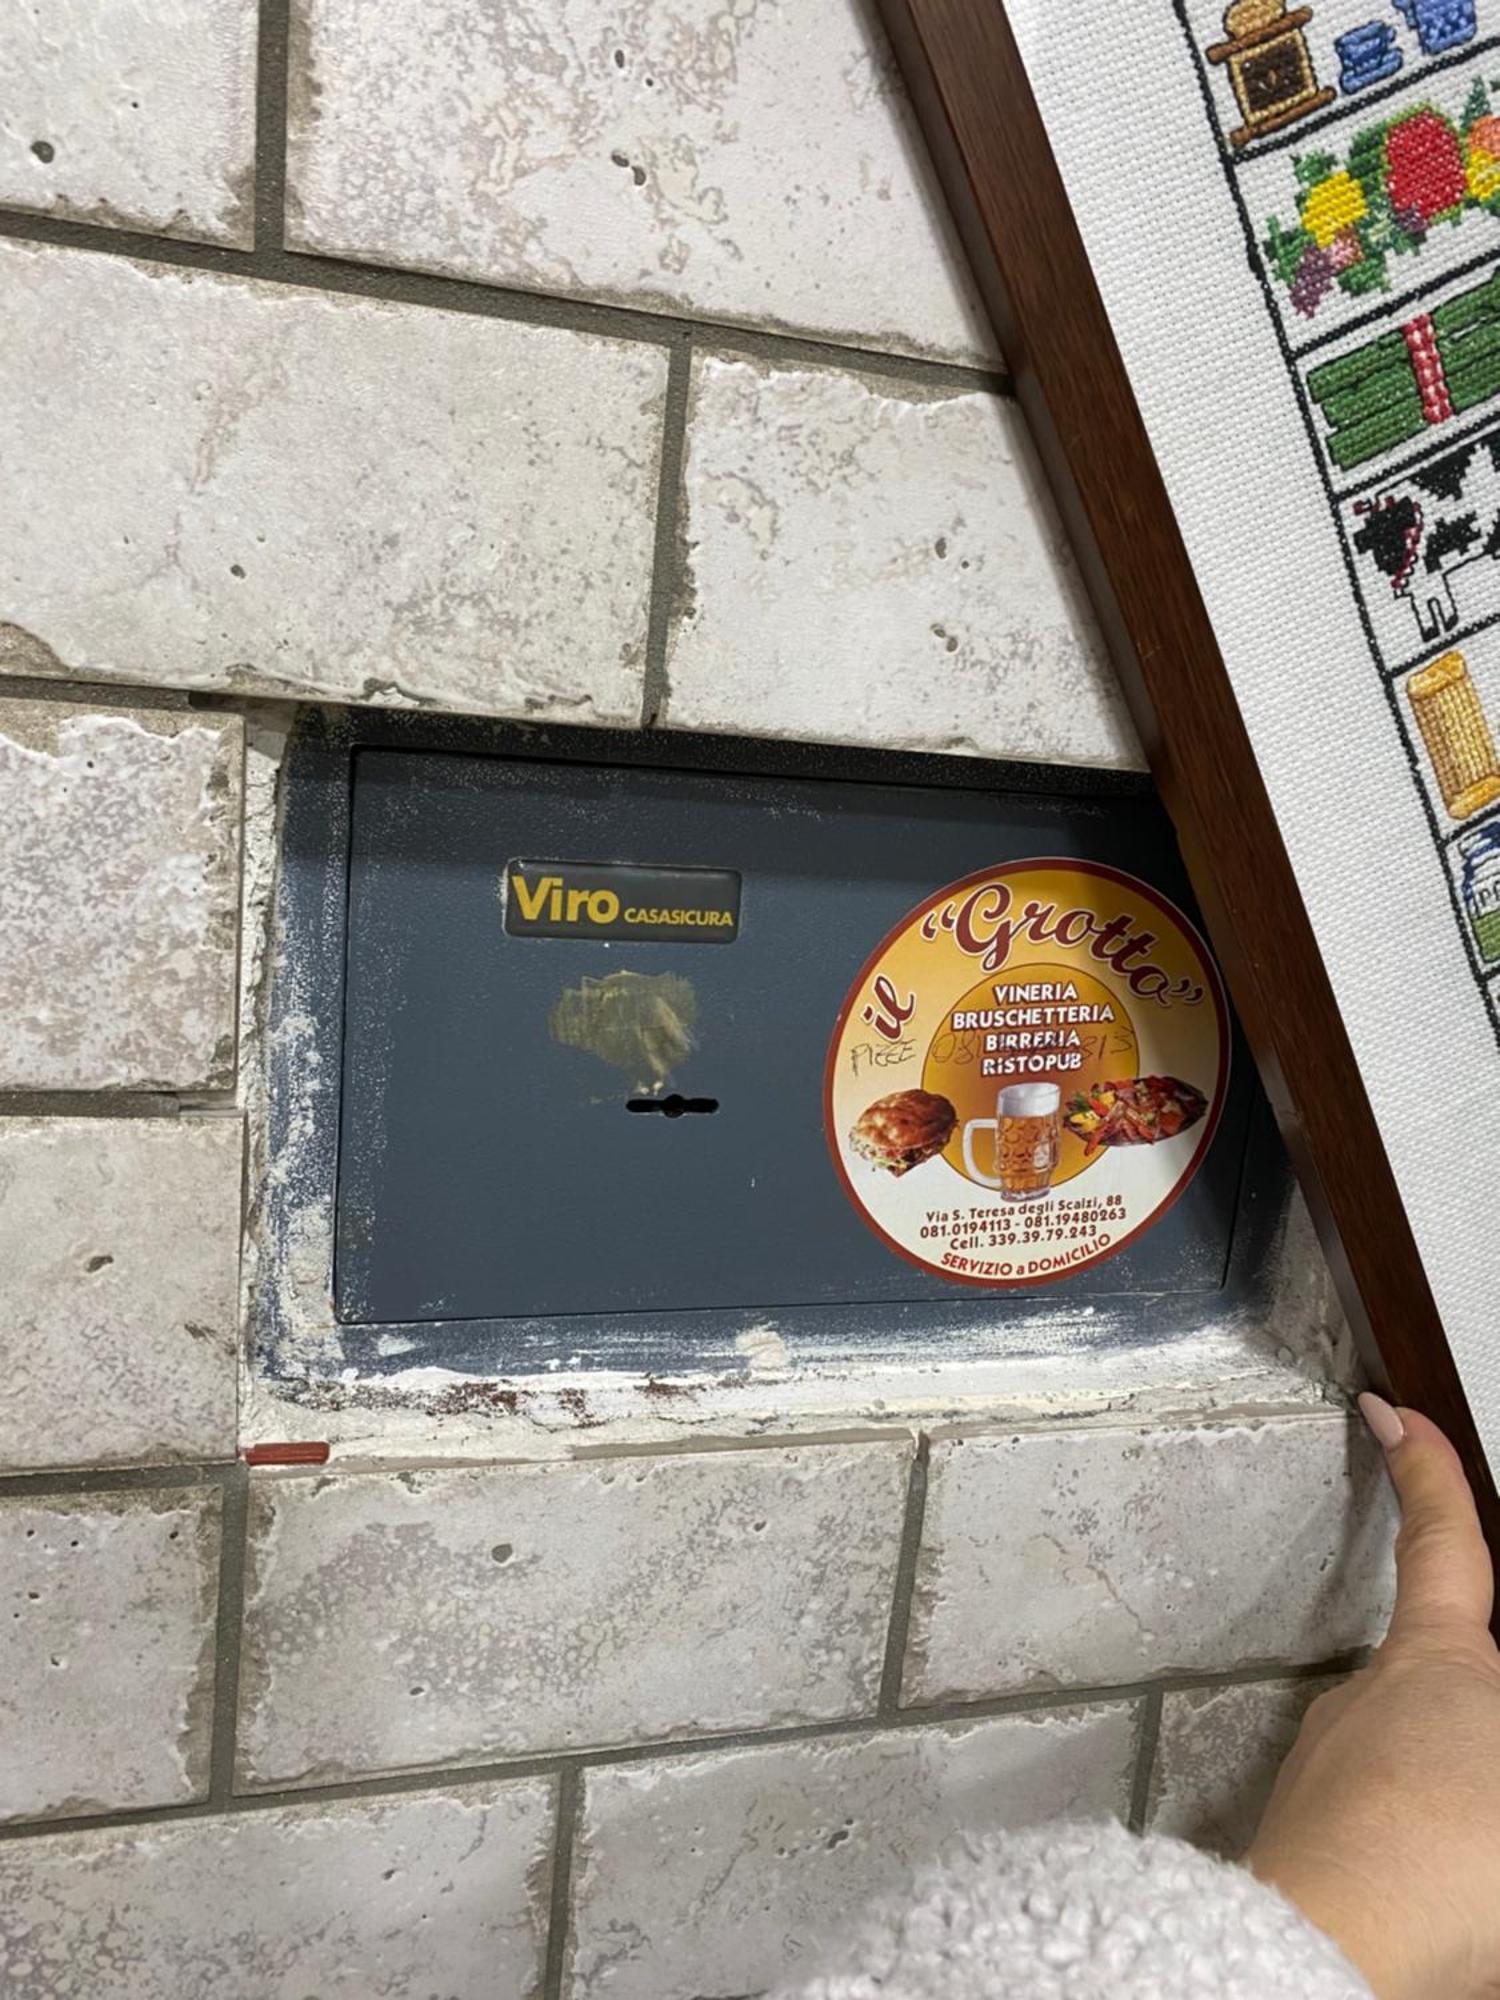 Viro CASASICURA
il "Grotto"
VINERIA
BRUSCHETTERIA
BIRRERIA
RISTOPUB
Via S. Teresa degli Scalzi, 88
081.0194113 - 081.19480263
Cell. 339.39.79.243
SERVIZIO a DOMICILIO